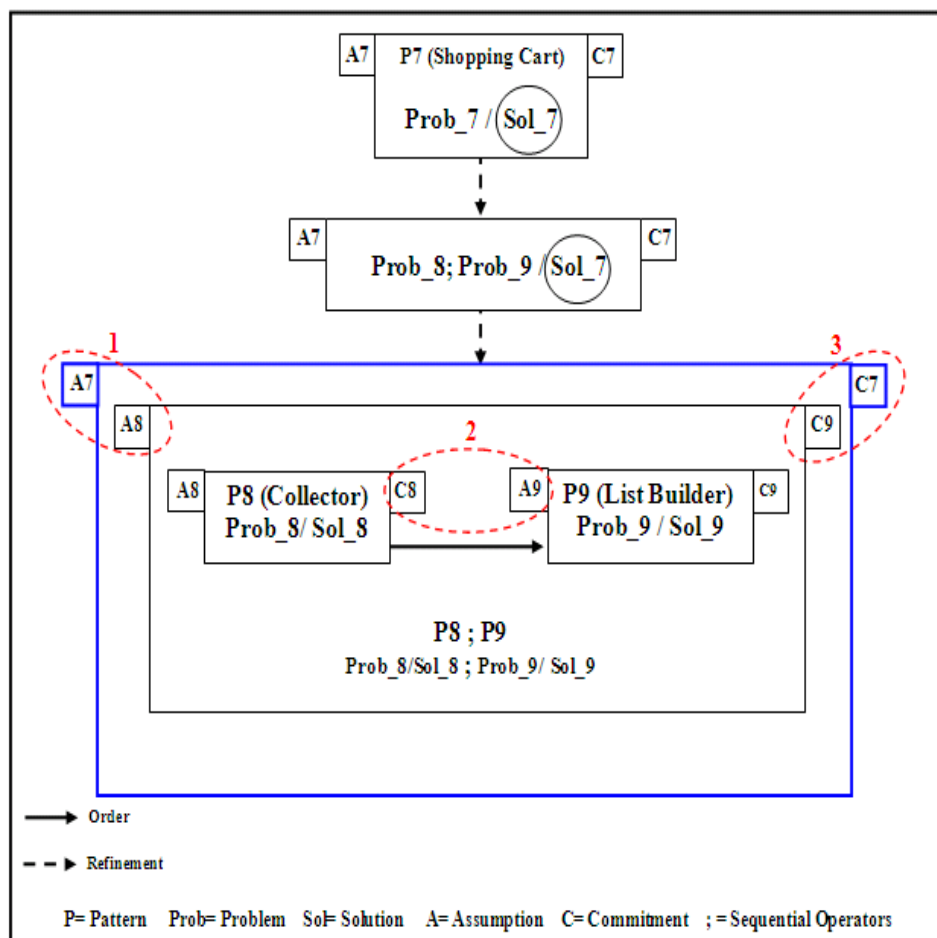 A7 P7 (Shopping Cart) C7
Prob_7 / Sol_7
A7 C7
Prob_8; Prob_9 / Sol_7
1 3
A7 C7
A8 C9
2
A8 P8 (Collector) C8 A9 P9 (List Builder) C9
Prob_8/ Sol_8 Prob_9 / Sol_9
P8 ; P9
Prob_8/Sol_8 ; Prob_9/ Sol_9
Order
Refinement
P= Pattern Prob= Problem Sol= Solution A= Assumption C= Commitment ; = Sequential Operators